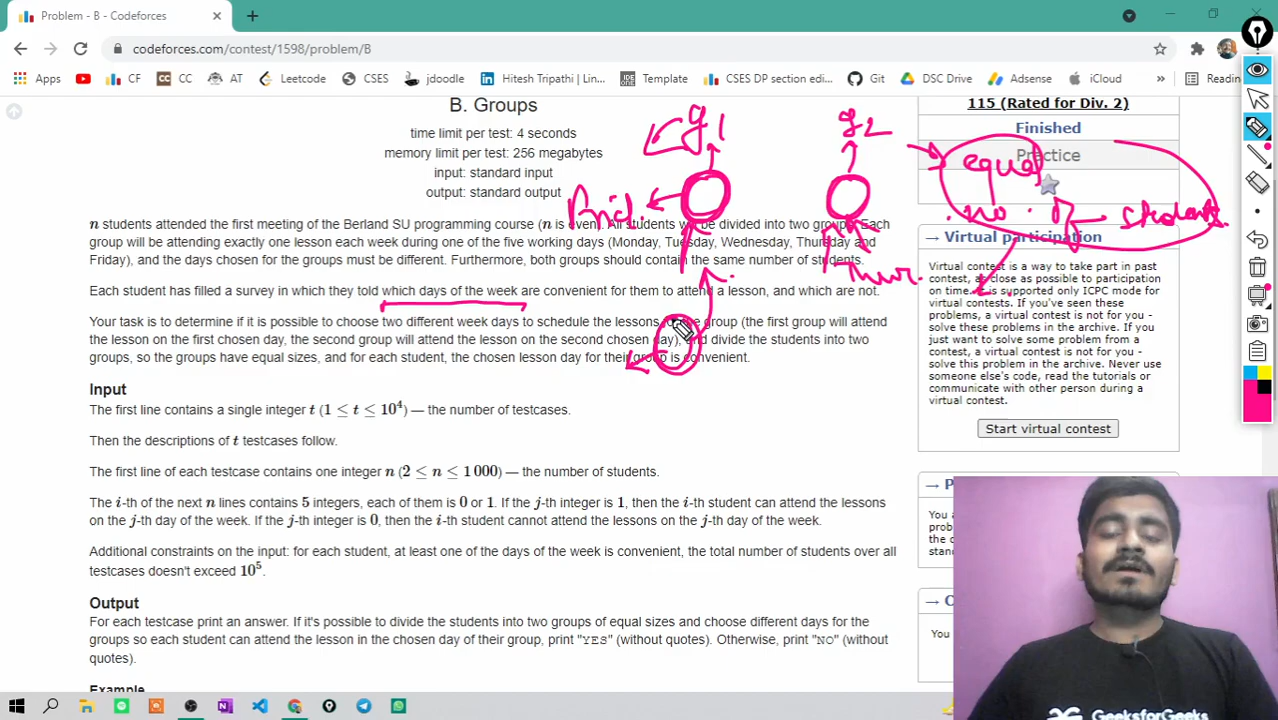 Problem - B - Codeforces
codeforces.com/contest/1598/problem/B
Apps CF CC AT Leetcode CSES jdoodle Hitesh Tripathi | Lin... Template CSES DP section edi... Git DSC Drive Adsense iCloud » Reading
B. Groups
time limit per test: 4 seconds
memory limit per test: 256 megabytes
input: standard input
output: standard output
g1
g2
equal
no. of students
Frid.
Thur.
n students attended the first meeting of the Berland SU programming course (n is even). All students will be divided into two groups. Each
group will be attending exactly one lesson each week during one of the five working days (Monday, Tuesday, Wednesday, Thursday and
Friday), and the days chosen for the groups must be different. Furthermore, both groups should contain the same number of students.
Each student has filled a survey in which they told which days of the week are convenient for them to attend a lesson, and which are not.
Your task is to determine if it is possible to choose two different week days to schedule the lessons for the group (the first group will attend
the lesson on the first chosen day, the second group will attend the lesson on the second chosen day), and divide the students into two
groups, so the groups have equal sizes, and for each student, the chosen lesson day for their group is convenient.
Input
The first line contains a single integer t (1 ≤ t ≤ 10⁴) — the number of testcases.
Then the descriptions of t testcases follow.
The first line of each testcase contains one integer n (2 ≤ n ≤ 1 000) — the number of students.
The i-th of the next n lines contains 5 integers, each of them is 0 or 1. If the j-th integer is 1, then the i-th student can attend the lessons
on the j-th day of the week. If the j-th integer is 0, then the i-th student cannot attend the lessons on the j-th day of the week.
Additional constraints on the input: for each student, at least one of the days of the week is convenient, the total number of students over all
testcases doesn't exceed 10⁵.
Output
For each testcase print an answer. If it's possible to divide the students into two groups of equal sizes and choose different days for the
groups so each student can attend the lesson in the chosen day of their group, print "YES" (without quotes). Otherwise, print "NO" (without
quotes).
Example
115 (Rated for Div. 2)
Finished
Practice
→ Virtual participation
Virtual contest is a way to take part in past
contest, as close as possible to participation
on time. It is supported only ICPC mode for
virtual contests. If you've seen these
problems, a virtual contest is not for you -
solve these problems in the archive. If you
just want to solve some problem from a
contest, a virtual contest is not for you -
solve this problem in the archive. Never use
someone else's code, read the tutorials or
communicate with other person during a
virtual contest.
Start virtual contest
GeeksforGeeks